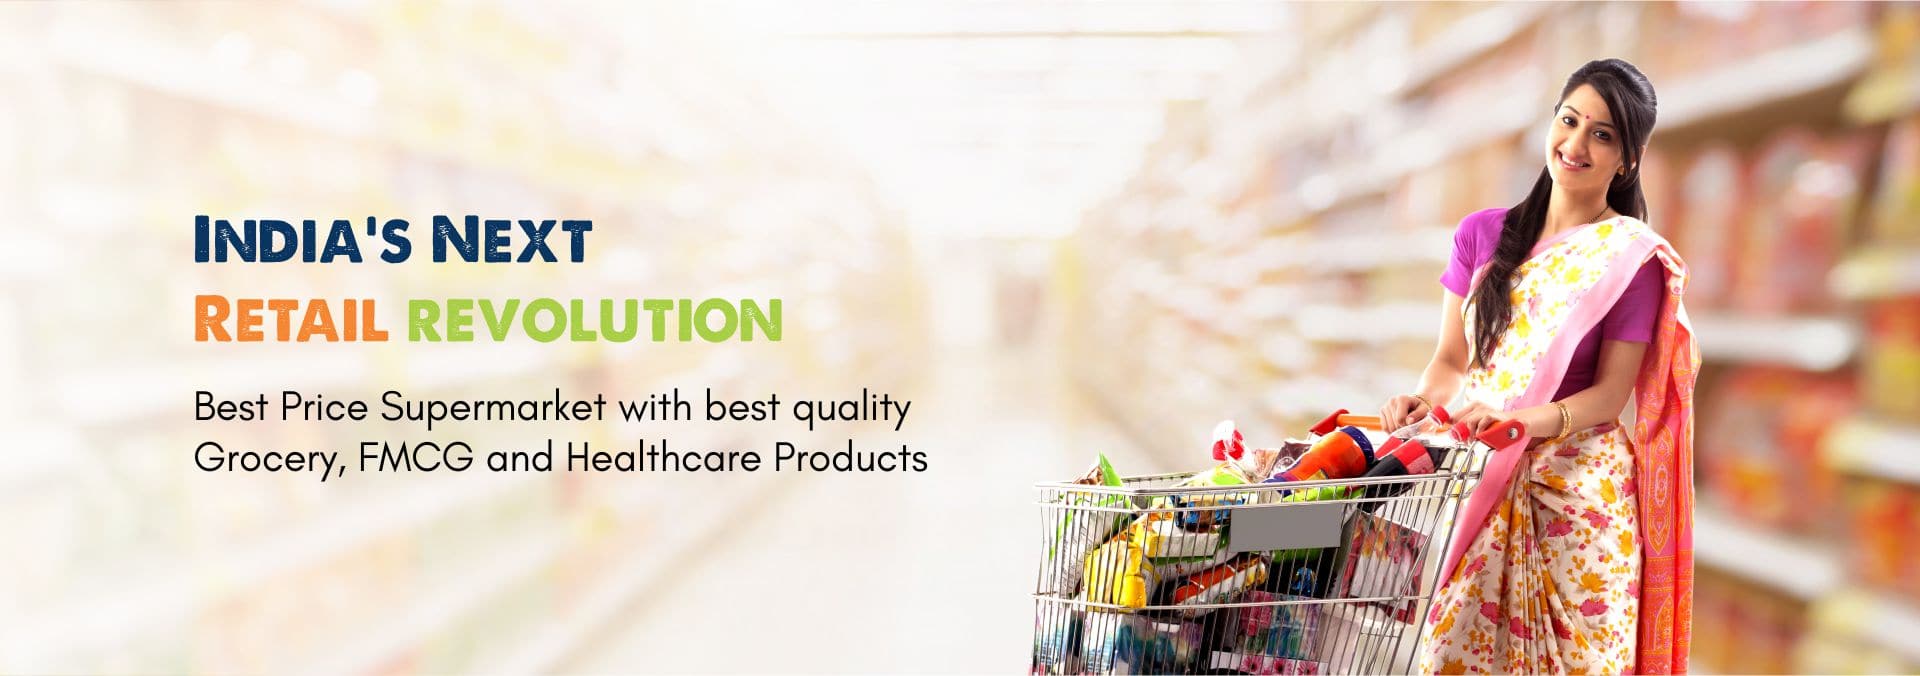 India's Next
Retail revolution
Best Price Supermarket with best quality
Grocery, FMCG and Healthcare Products